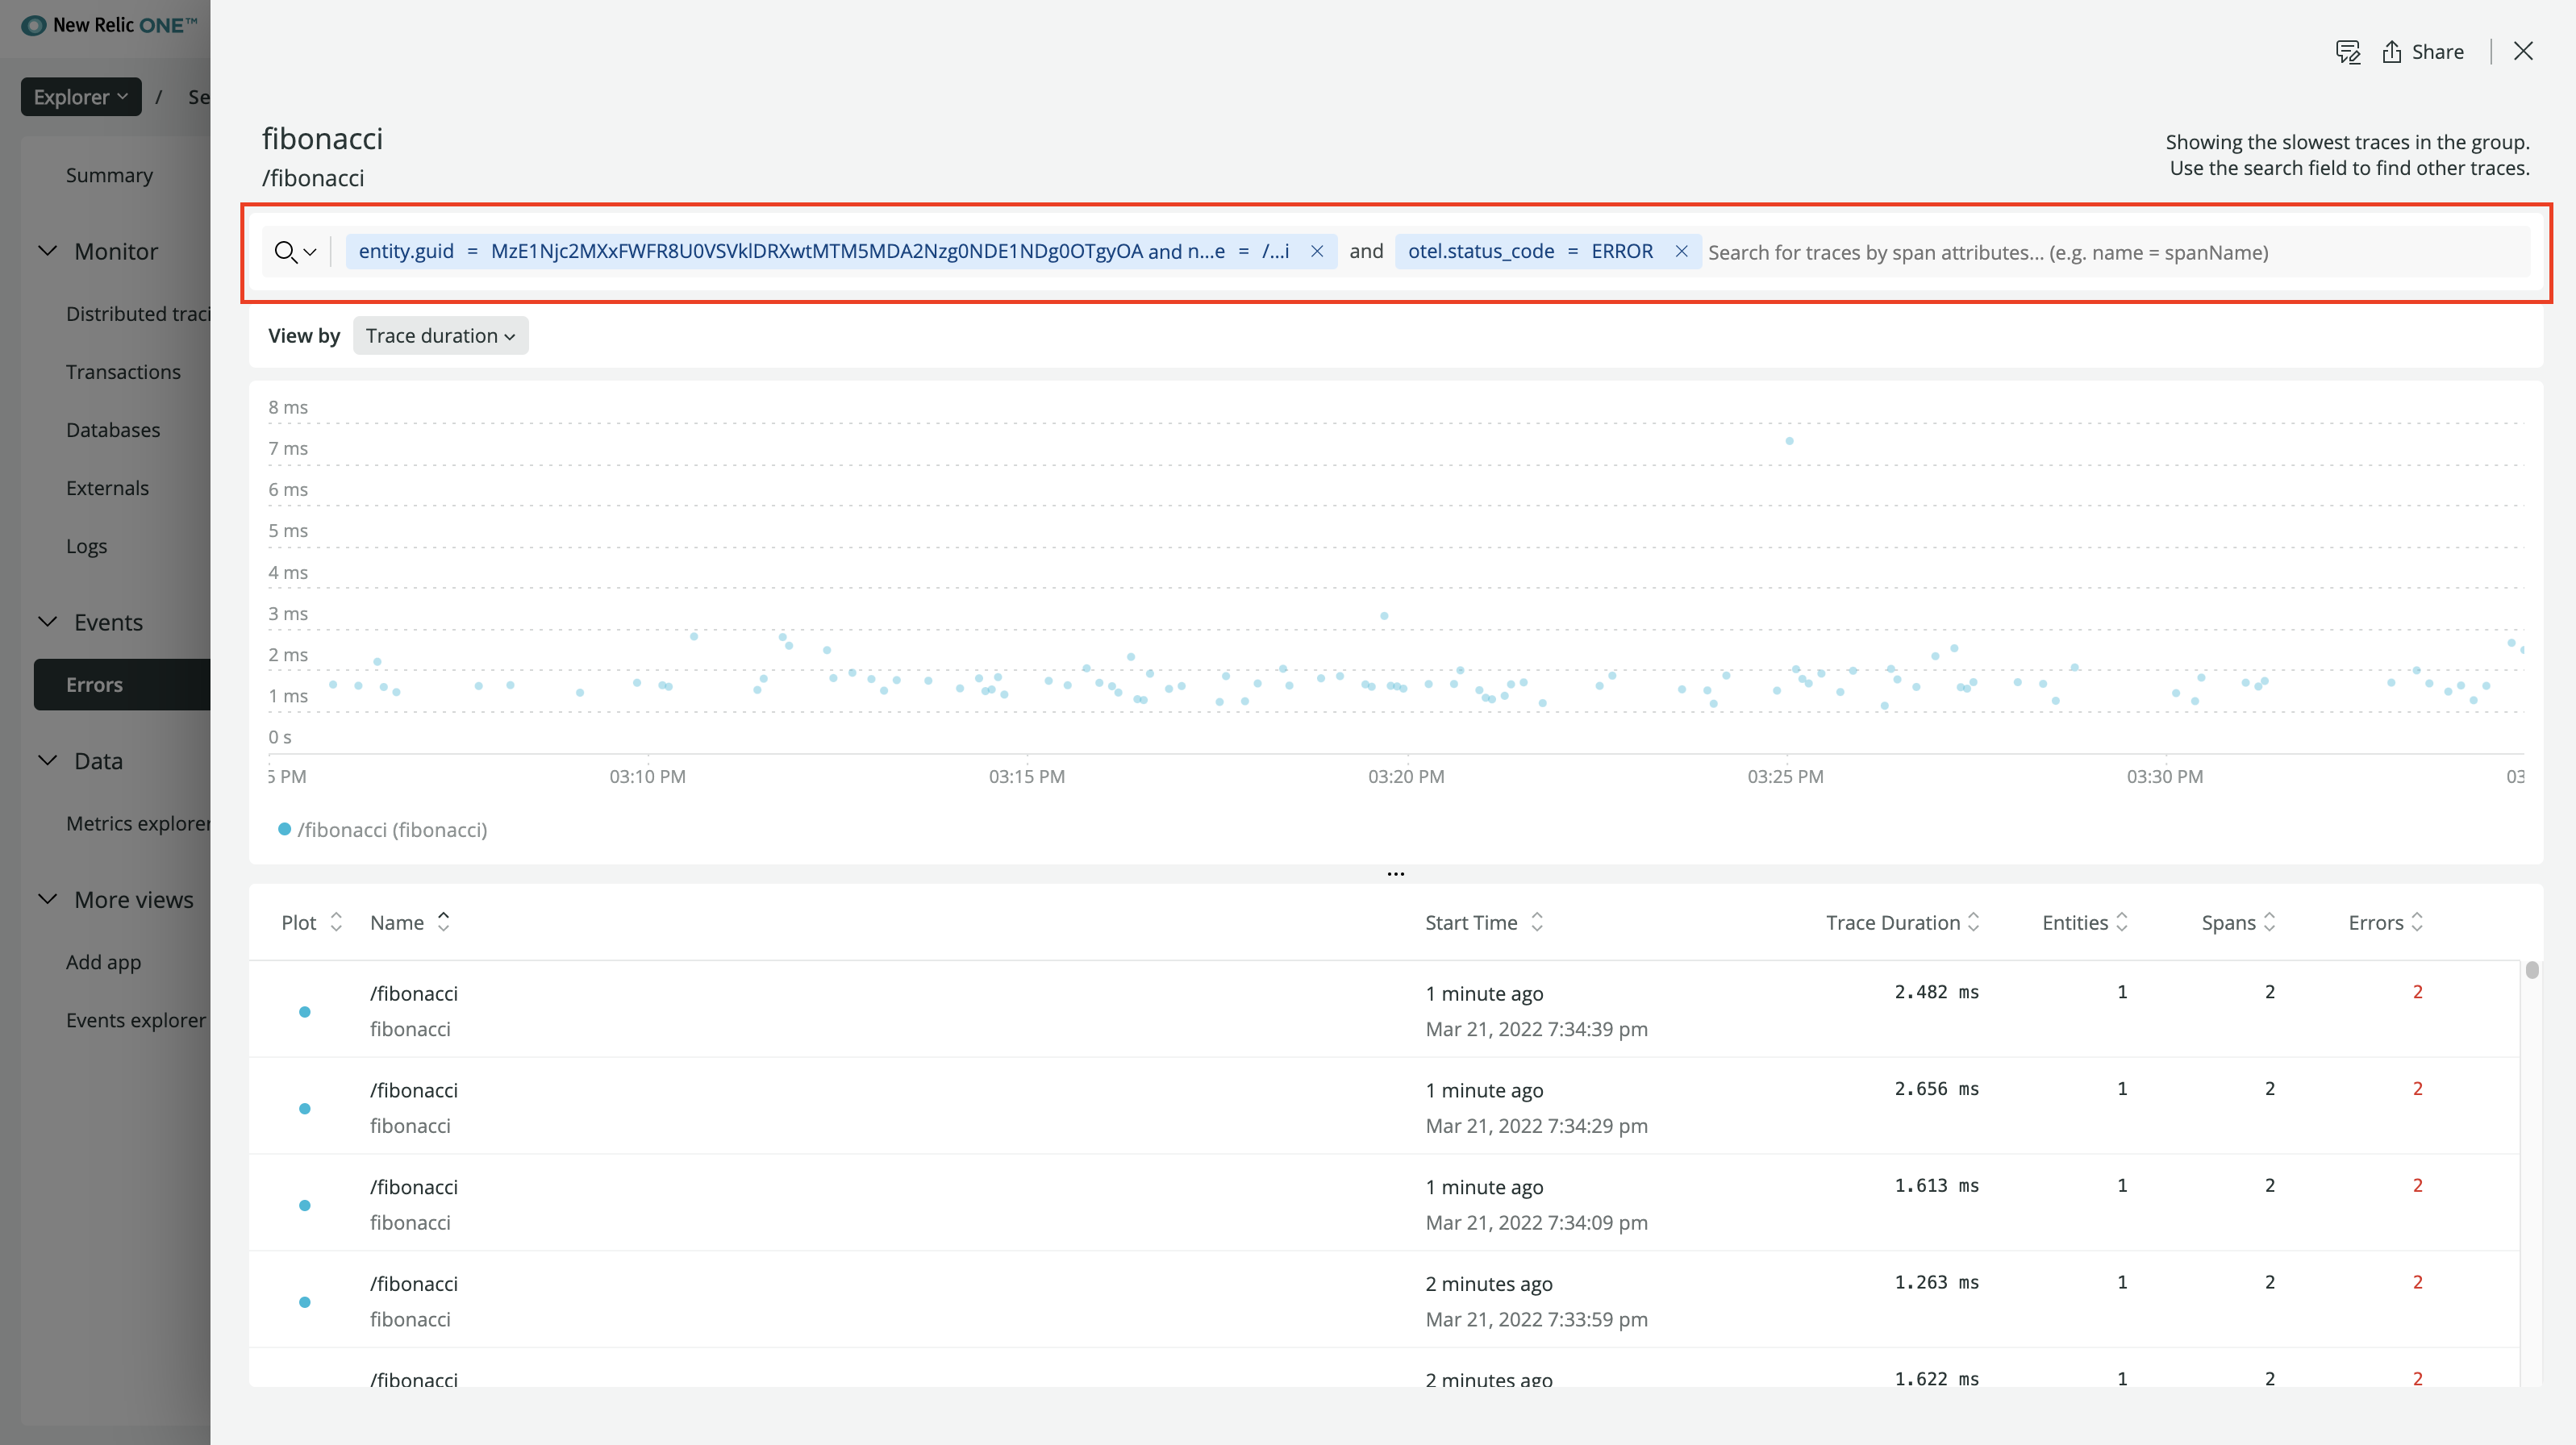 New Relic ONE™
Share
Explorer / Se
fibonacci
/fibonacci
Showing the slowest traces in the group.
Use the search field to find other traces.
entity.guid = MzE1Njc2MXxFWFR8U0VSVklDRXwtMTM5MDA2Nzg0NDE1NDg0OTgyOA and n...e = /...i and otel.status_code = ERROR Search for traces by span attributes... (e.g. name = spanName)
View by Trace duration
Summary
Monitor
Distributed traci
Transactions
Databases
Externals
Logs
Events
Errors
Data
Metrics explorer
More views
Add app
Events explorer
8 ms
7 ms
6 ms
5 ms
4 ms
3 ms
2 ms
1 ms
0 s
5 PM 03:10 PM 03:15 PM 03:20 PM 03:25 PM 03:30 PM 03
/fibonacci (fibonacci)
...
Plot Name Start Time Trace Duration Entities Spans Errors
/fibonacci 1 minute ago 2.482 ms 1 2 2
fibonacci Mar 21, 2022 7:34:39 pm
/fibonacci 1 minute ago 2.656 ms 1 2 2
fibonacci Mar 21, 2022 7:34:29 pm
/fibonacci 1 minute ago 1.613 ms 1 2 2
fibonacci Mar 21, 2022 7:34:09 pm
/fibonacci 2 minutes ago 1.263 ms 1 2 2
fibonacci Mar 21, 2022 7:33:59 pm
/fibonacci 2 minutes ago 1.622 ms 1 2 2